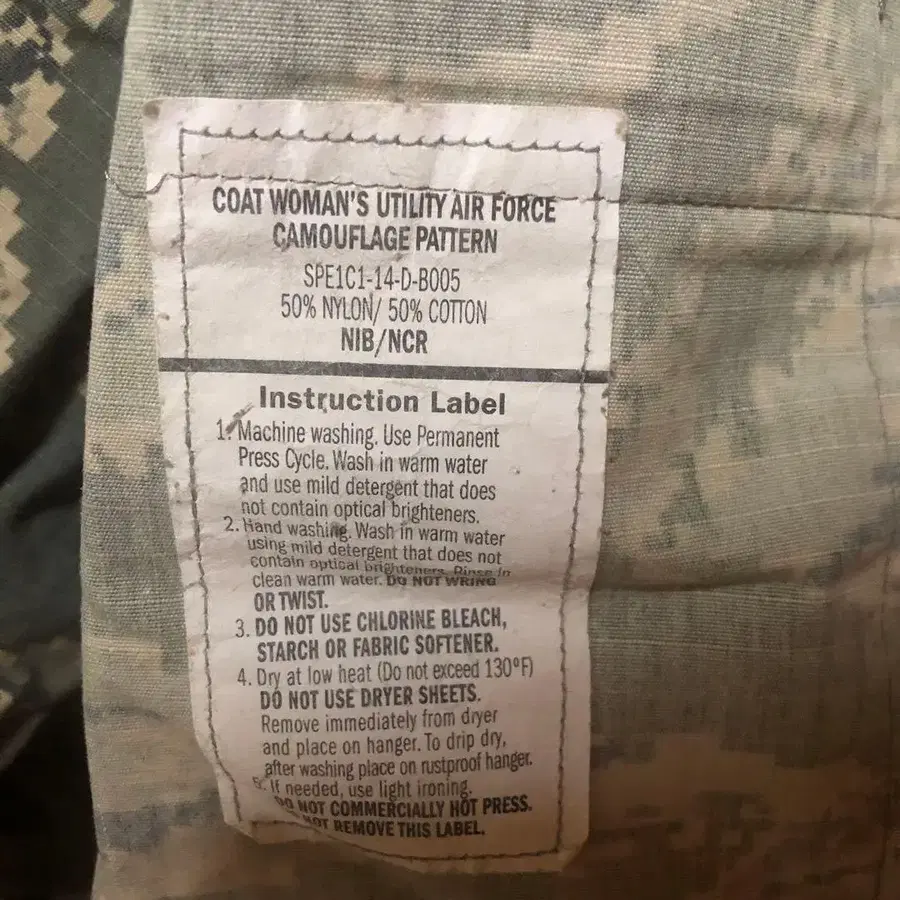 COAT WOMAN'S UTILITY AIR FORCE
CAMOUFLAGE PATTERN
SPE1C1-14-D-B005
50% NYLON/ 50% COTTON
NIB/NCR
Instruction Label
1. Machine washing. Use Permanent
Press Cycle. Wash in warm water
and use mild detergent that does
not contain optical brighteners.
2. Hand washing. Wash in warm water
using mild detergent that does not
contain optical brighteners. Rinse in
clean warm water. DO NOT WRING
OR TWIST.
3. DO NOT USE CHLORINE BLEACH,
STARCH OR FABRIC SOFTENER.
4. Dry at low heat (Do not exceed 130°F)
DO NOT USE DRYER SHEETS.
Remove immediately from dryer
and place on hanger. To drip dry,
after washing place on rustproof hanger.
5. If needed, use light ironing.
DO NOT COMMERCIALLY HOT PRESS.
NOT REMOVE THIS LABEL.